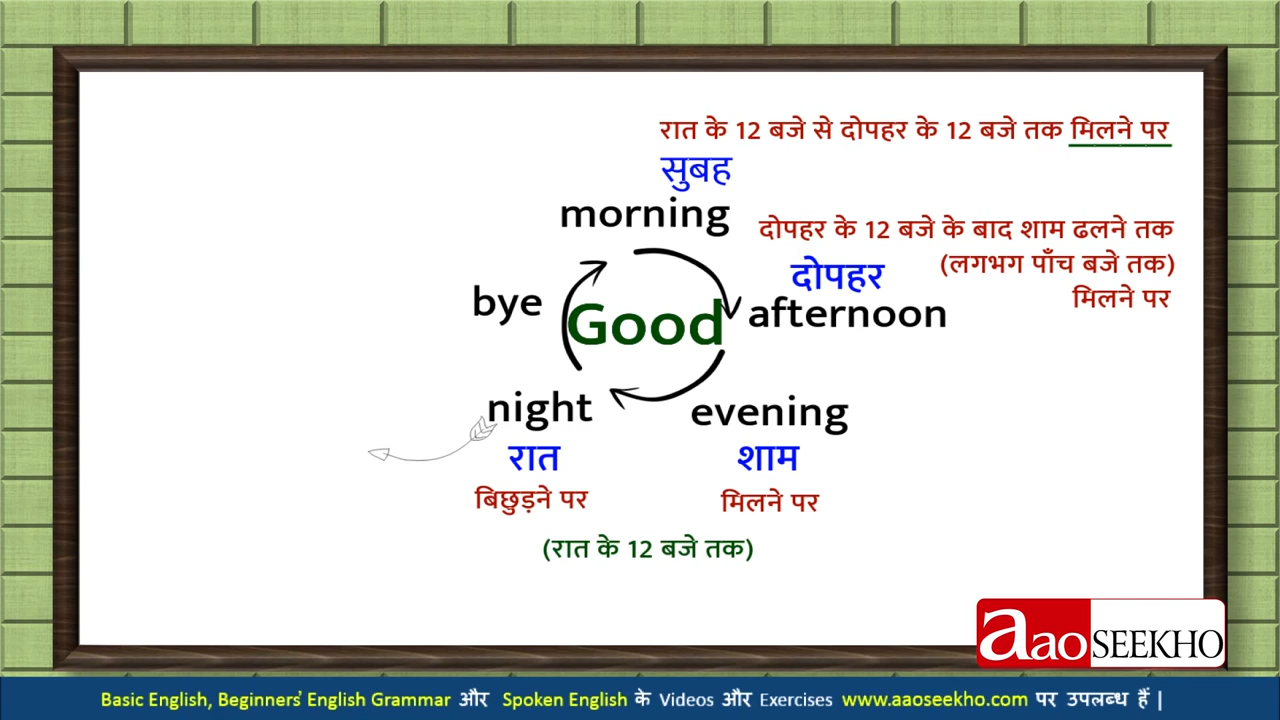 रात के 12 बजे से दोपहर के 12 बजे तक मिलने पर
सुबह
morning
दोपहर के 12 बजे के बाद शाम ढलने तक
(लगभग पाँच बजे तक)
मिलने पर
दोपहर
afternoon
bye
Good
night
रात
बिछुड़ने पर
evening
शाम
मिलने पर
(रात के 12 बजे तक)
aaoSEEKHO
Basic English, Beginners' English Grammar और Spoken English के Videos और Exercises www.aaoseekho.com पर उपलब्ध हैं |